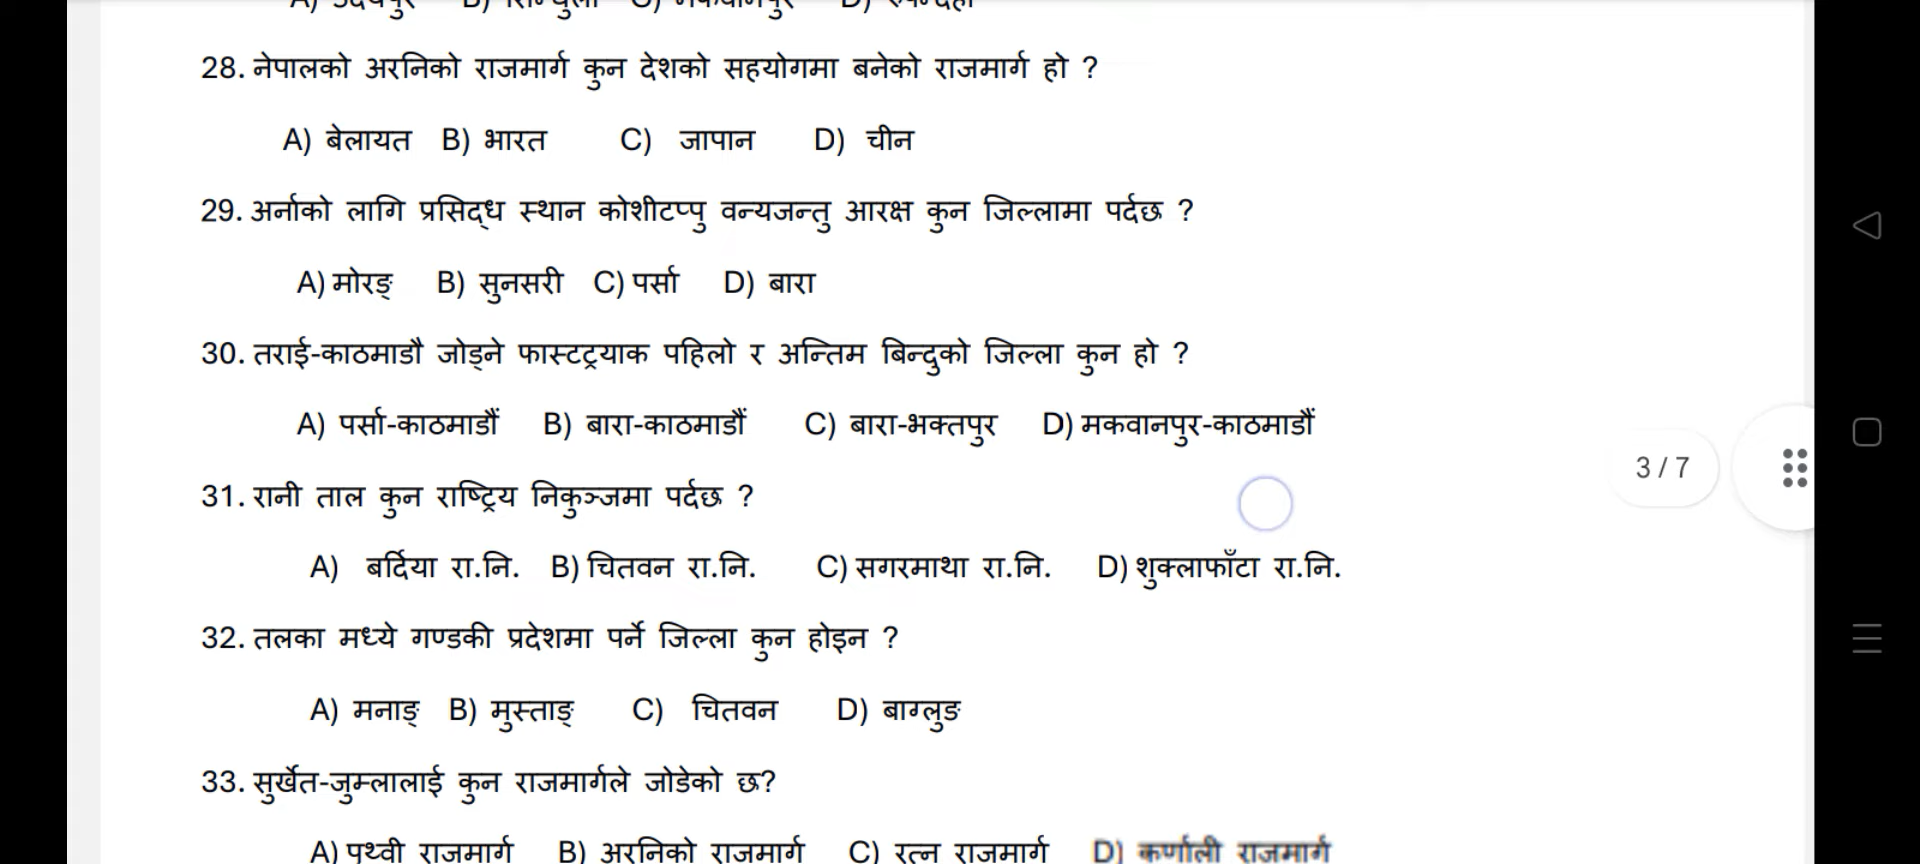 28. नेपालको अरनिको राजमार्ग कुन देशको सहयोगमा बनेको राजमार्ग हो ?
A) बेलायत B) भारत C) जापान D) चीन
29. अर्नाको लागि प्रसिद्ध स्थान कोशीटप्पु वन्यजन्तु आरक्ष कुन जिल्लामा पर्दछ ?
A) मोरङ् B) सुनसरी C) पर्सा D) बारा
30. तराई-काठमाडौ जोड्ने फास्टट्रयाक पहिलो र अन्तिम बिन्दुको जिल्ला कुन हो ?
A) पर्सा-काठमाडौं B) बारा-काठमाडौं C) बारा-भक्तपुर D) मकवानपुर-काठमाडौं
3 / 7
31. रानी ताल कुन राष्ट्रिय निकुञ्जमा पर्दछ ?
A) बर्दिया रा.नि. B) चितवन रा.नि. C) सगरमाथा रा.नि. D) शुक्लाफाँटा रा.नि.
32. तलका मध्ये गण्डकी प्रदेशमा पर्ने जिल्ला कुन होइन ?
A) मनाङ् B) मुस्ताङ् C) चितवन D) बाग्लुङ
33. सुर्खेत-जुम्लालाई कुन राजमार्गले जोडेको छ?
A) पृथ्वी राजमार्ग B) अरनिको राजमार्ग C) रत्न राजमार्ग D) कर्णाली राजमार्ग